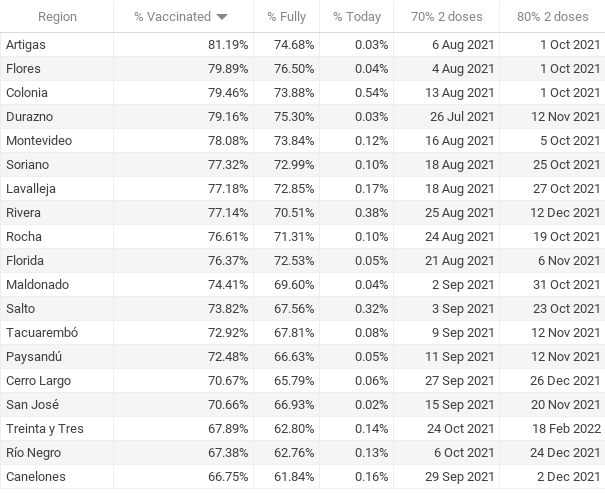 Region % Vaccinated % Fully % Today 70% 2 doses 80% 2 doses
Artigas 81.19% 74.68% 0.03% 6 Aug 2021 1 Oct 2021
Flores 79.89% 76.50% 0.04% 4 Aug 2021 1 Oct 2021
Colonia 79.46% 73.88% 0.54% 13 Aug 2021 1 Oct 2021
Durazno 79.16% 75.30% 0.03% 26 Jul 2021 12 Nov 2021
Montevideo 78.08% 73.84% 0.12% 16 Aug 2021 5 Oct 2021
Soriano 77.32% 72.99% 0.10% 18 Aug 2021 25 Oct 2021
Lavalleja 77.18% 72.85% 0.17% 18 Aug 2021 27 Oct 2021
Rivera 77.14% 70.51% 0.38% 25 Aug 2021 12 Dec 2021
Rocha 76.61% 71.31% 0.10% 24 Aug 2021 19 Oct 2021
Florida 76.37% 72.53% 0.05% 21 Aug 2021 6 Nov 2021
Maldonado 74.41% 69.60% 0.04% 2 Sep 2021 31 Oct 2021
Salto 73.82% 67.56% 0.32% 3 Sep 2021 23 Oct 2021
Tacuarembó 72.92% 67.81% 0.08% 9 Sep 2021 12 Nov 2021
Paysandú 72.48% 66.63% 0.05% 11 Sep 2021 12 Nov 2021
Cerro Largo 70.67% 65.79% 0.06% 27 Sep 2021 26 Dec 2021
San José 70.66% 66.93% 0.02% 15 Sep 2021 20 Nov 2021
Treinta y Tres 67.89% 62.80% 0.14% 24 Oct 2021 18 Feb 2022
Río Negro 67.38% 62.76% 0.13% 6 Oct 2021 24 Dec 2021
Canelones 66.75% 61.84% 0.16% 29 Sep 2021 2 Dec 2021